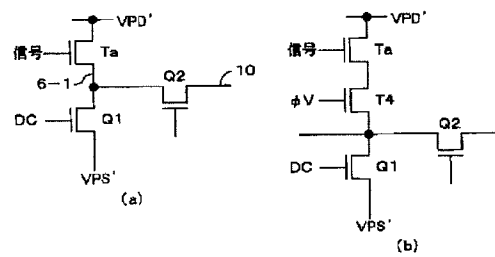 VPD'
信号
Ta
6-1
Q2
10
DC
Q1
VPS'
(a)
VPD'
信号
Ta
φV
T4
Q2
DC
Q1
VPS'
(b)